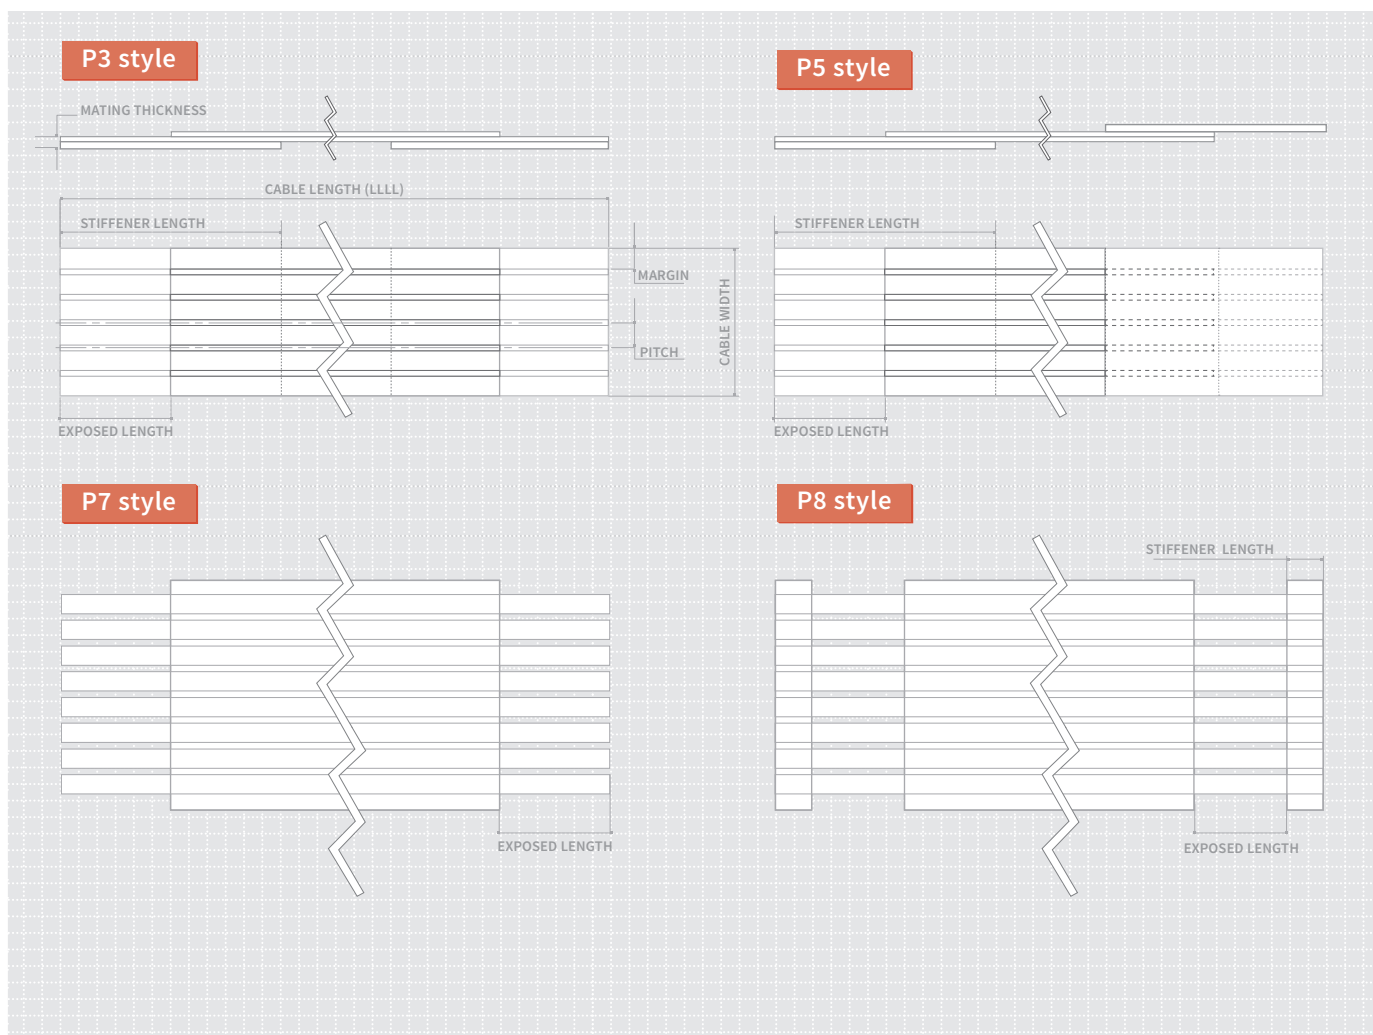 P3 style
MATING THICKNESS
CABLE LENGTH (LLLL)
STIFFENER LENGTH
MARGIN
CABLE WIDTH
PITCH
EXPOSED LENGTH
P5 style
STIFFENER LENGTH
EXPOSED LENGTH
P7 style
EXPOSED LENGTH
P8 style
STIFFENER LENGTH
EXPOSED LENGTH